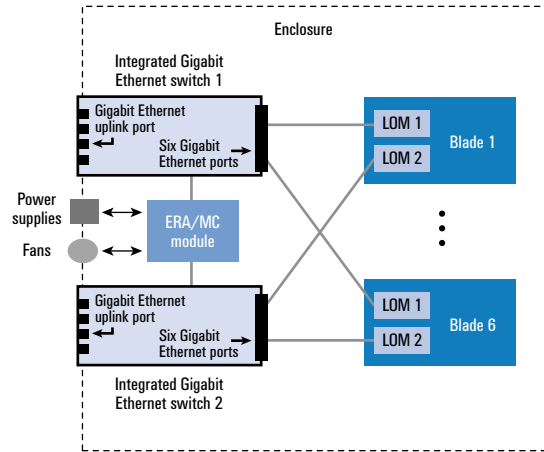 Enclosure
Integrated Gigabit
Ethernet switch 1
Gigabit Ethernet
uplink port
Six Gigabit
Ethernet ports
LOM 1
LOM 2
Blade 1
Power
supplies
Fans
ERA/MC
module
Gigabit Ethernet
uplink port
Six Gigabit
Ethernet ports
LOM 1
LOM 2
Blade 6
Integrated Gigabit
Ethernet switch 2